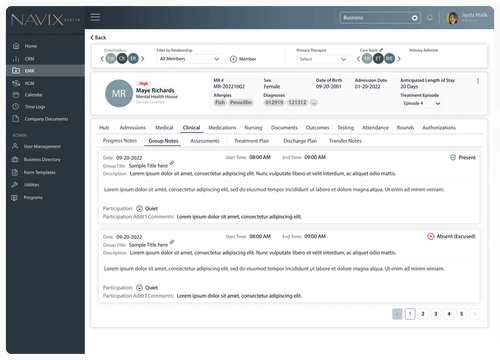 NAVIX HEALTH
Business
Jayda Malik
Home
CRM
EMR
RCM
Calendar
Time Logs
Company Documents
ADMIN
User Management
Business Directory
Form Templates
Utilities
Programs
Back
Stakeholders
CR ER
Filter by Relationship
All Members
Member
Primary Therapist
Select
Care Team
ET
Primary Referent
MR
High
Maye Richards
Mental Health House
Sample Location
MR #
MR-20221002
Sex
Female
Date of Birth
09-20-2001
Admission Date
01-20-2022
Anticipated Length of Stay
20 Days
Allergies
Fish Penicillin
Diagnoses
012919 121312 ...
Treatment Episode
Episode 4
Hub Admissions Medical Clinical Medications Nursing Documents Outcomes Testing Attendance Rounds Authorizations
Progress Notes Group Notes Assessments Treatment Plan Discharge Plan Transfer Notes
Date: 09-20-2022 Start Time: 08:00 AM End Time: 09:00 AM Present
Group Title: Sample Title here
Description: Lorem ipsum dolor sit amet, consectetur adipiscing elit. Nunc vulputate libero et velit interdum, ac aliquet odio mattis.
Lorem ipsum dolor sit amet, consectetur adipiscing elit, sed do eiusmod tempor incididunt ut labore et dolore magna aliqua. Ut enim ad minim veniam.
Participation: Quiet
Participation Addt'l Comments: Lorem ipsum dolor sit amet, consectetur adipiscing elit.
Date: 09-20-2022 Start Time: 08:00 AM End Time: 09:00 AM Absent (Excused)
Group Title: Sample Title here
Description: Lorem ipsum dolor sit amet, consectetur adipiscing elit. Nunc vulputate libero et velit interdum, ac aliquet odio mattis.
Lorem ipsum dolor sit amet, consectetur adipiscing elit, sed do eiusmod tempor incididunt ut labore et dolore magna aliqua. Ut enim ad minim veniam.
Participation: Quiet
Participation Addt'l Comments: Lorem ipsum dolor sit amet, consectetur adipiscing elit.
1 2 3 4 5